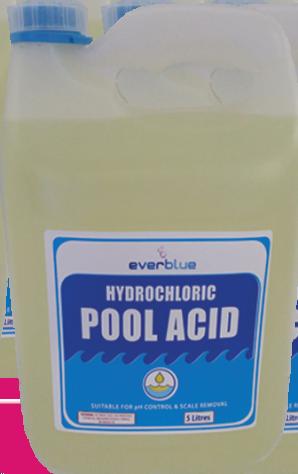 everblue
HYDROCHLORIC
POOL ACID
SUITABLE FOR pH CONTROL & SCALE REMOVAL
5 Litres